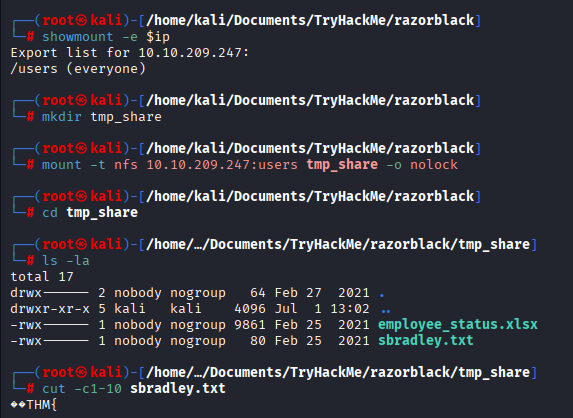 ┌──(root㉿kali)-[/home/kali/Documents/TryHackMe/razorblack]
└─# showmount -e $ip
Export list for 10.10.209.247:
/users (everyone)
┌──(root㉿kali)-[/home/kali/Documents/TryHackMe/razorblack]
└─# mkdir tmp_share
┌──(root㉿kali)-[/home/kali/Documents/TryHackMe/razorblack]
└─# mount -t nfs 10.10.209.247:users tmp_share -o nolock
┌──(root㉿kali)-[/home/kali/Documents/TryHackMe/razorblack]
└─# cd tmp_share
┌──(root㉿kali)-[/home/…/Documents/TryHackMe/razorblack/tmp_share]
└─# ls -la
total 17
drwx------ 2 nobody nogroup   64 Feb 27  2021 .
drwxr-xr-x 5 kali   kali    4096 Jul  1 13:02 ..
-rwx------ 1 nobody nogroup 9861 Feb 25  2021 employee_status.xlsx
-rwx------ 1 nobody nogroup   80 Feb 25  2021 sbradley.txt
┌──(root㉿kali)-[/home/…/Documents/TryHackMe/razorblack/tmp_share]
└─# cut -c1-10 sbradley.txt
��THM{